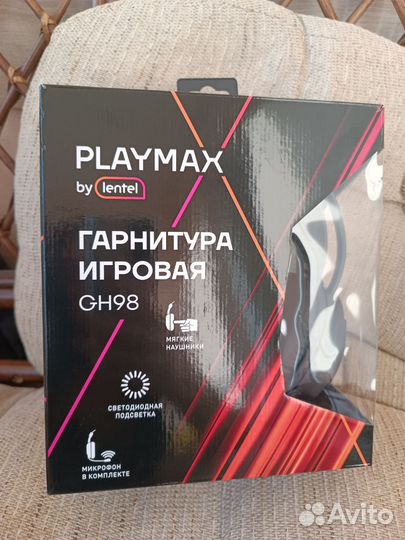 PLAYMAX
by lentel
ГАРНИТУРА
ИГРОВАЯ
GH98
МЯГКИЕ
НАУШНИКИ
СВЕТОДИОДНАЯ
ПОДСВЕТКА
МИКРОФОН
В КОМПЛЕКТЕ
Avito